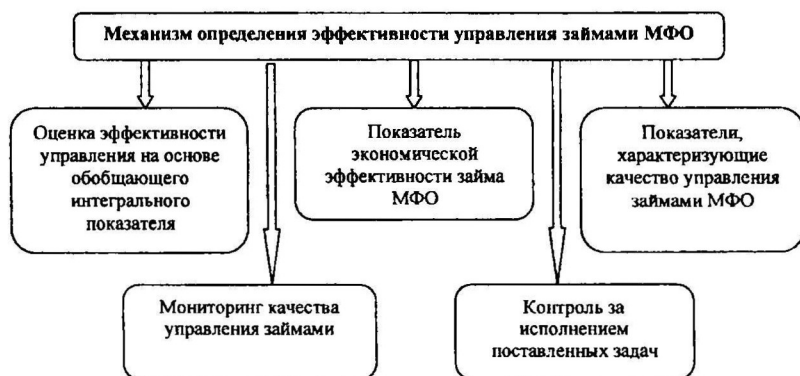 Механизм определения эффективности управления займами МФО
Оценка эффективности
управления на основе
обобщающего
интегрального
показателя
Показатель
экономической
эффективности займа
МФО
Показатели,
характеризующие
качество управления
займами МФО
Мониторинг качества
управления займами
Контроль за
исполнением
поставленных задач